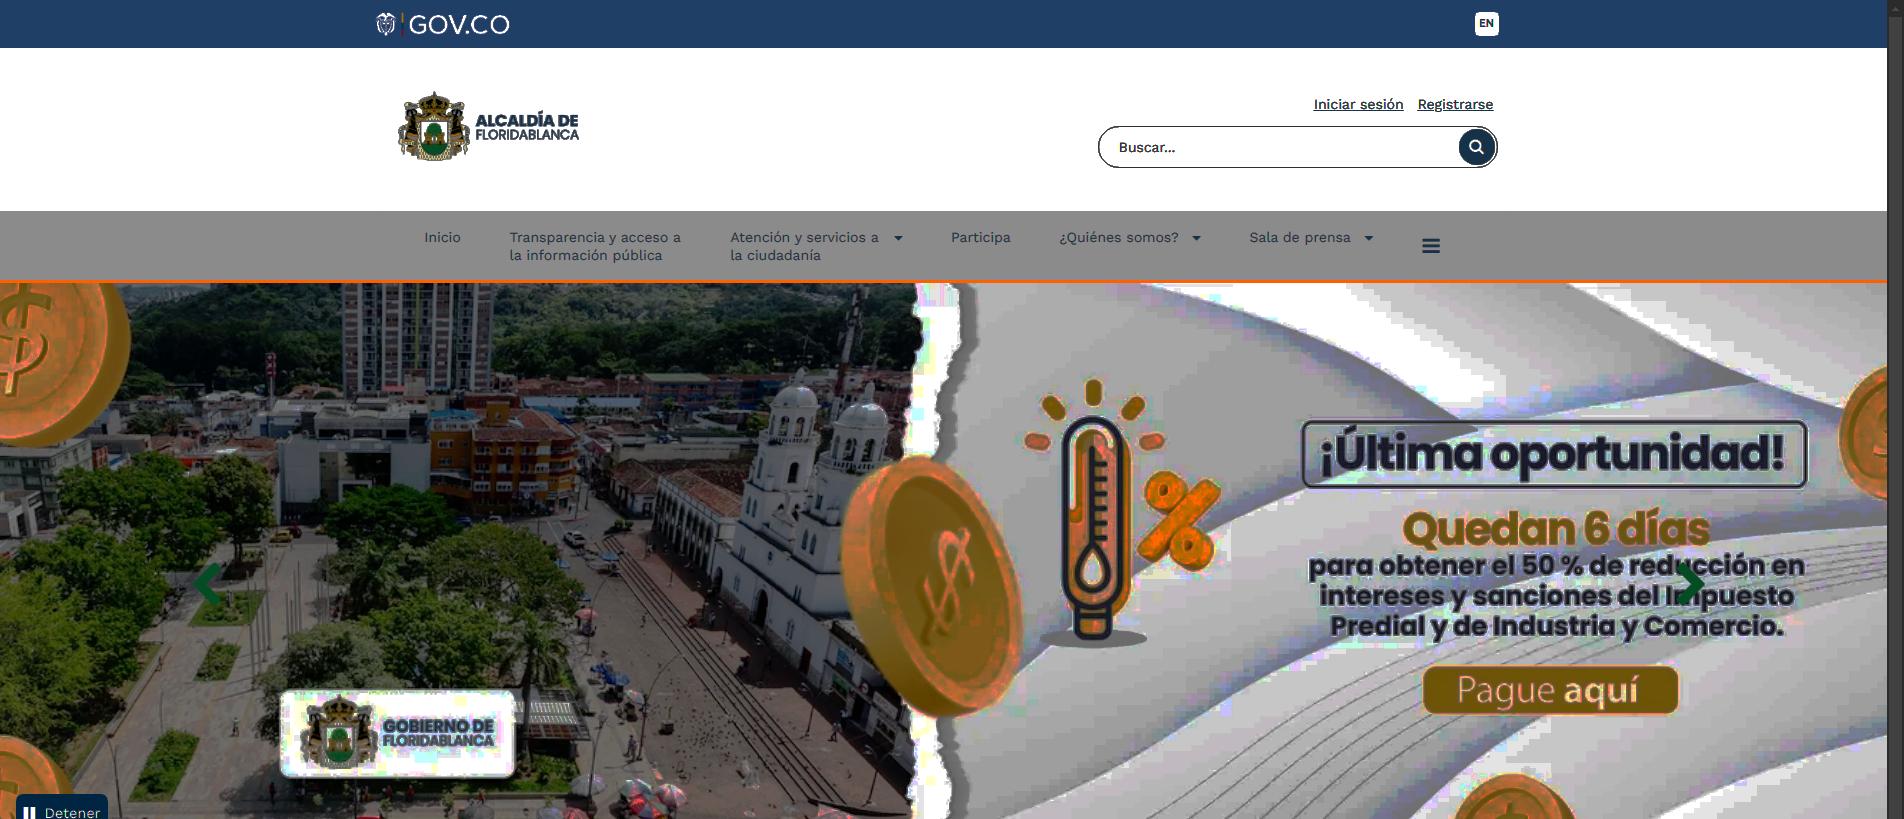 GOV.CO
EN
ALCALDÍA DE
FLORIDABLANCA
Iniciar sesión Registrarse
Buscar...
Inicio
Transparencia y acceso a
la información pública
Atención y servicios a
la ciudadanía
Participa
¿Quiénes somos?
Sala de prensa
¡Última oportunidad!
Quedan 6 días
para obtener el 50 % de reducción en
intereses y sanciones del Impuesto
Predial y de Industria y Comercio.
Pague aquí
GOBIERNO DE
FLORIDABLANCA
Detener